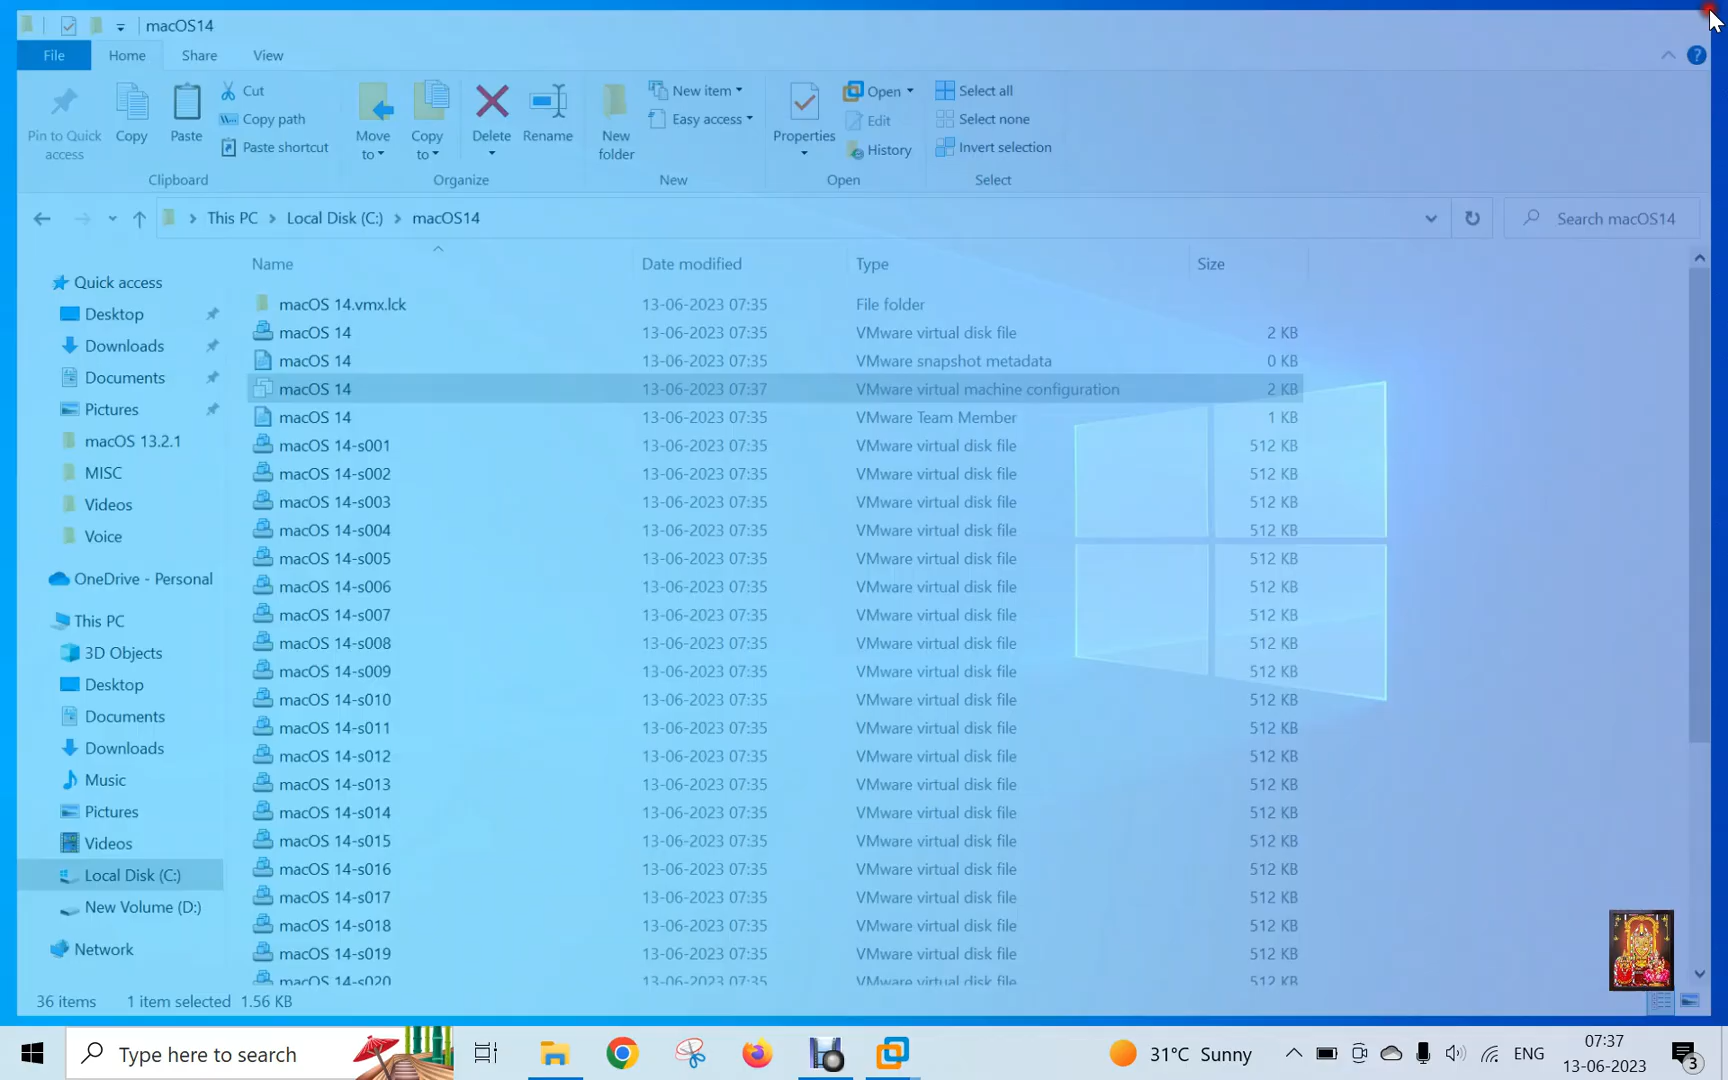 macOS14
File Home Share View
Pin to Quick access
Copy
Paste
Cut
Copy path
Paste shortcut
Clipboard
Move to
Copy to
Delete
Rename
Organize
New folder
New item
Easy access
New
Properties
Open
Edit
History
Open
Select all
Select none
Invert selection
Select
This PC > Local Disk (C:) > macOS14
Search macOS14
Quick access
Desktop
Downloads
Documents
Pictures
macOS 13.2.1
MISC
Videos
Voice
OneDrive - Personal
This PC
3D Objects
Desktop
Documents
Downloads
Music
Pictures
Videos
Local Disk (C:)
New Volume (D:)
Network
Name Date modified Type Size
macOS 14.vmx.lck 13-06-2023 07:35 File folder
macOS 14 13-06-2023 07:35 VMware virtual disk file 2 KB
macOS 14 13-06-2023 07:35 VMware snapshot metadata 0 KB
macOS 14 13-06-2023 07:37 VMware virtual machine configuration 2 KB
macOS 14 13-06-2023 07:35 VMware Team Member 1 KB
macOS 14-s001 13-06-2023 07:35 VMware virtual disk file 512 KB
macOS 14-s002 13-06-2023 07:35 VMware virtual disk file 512 KB
macOS 14-s003 13-06-2023 07:35 VMware virtual disk file 512 KB
macOS 14-s004 13-06-2023 07:35 VMware virtual disk file 512 KB
macOS 14-s005 13-06-2023 07:35 VMware virtual disk file 512 KB
macOS 14-s006 13-06-2023 07:35 VMware virtual disk file 512 KB
macOS 14-s007 13-06-2023 07:35 VMware virtual disk file 512 KB
macOS 14-s008 13-06-2023 07:35 VMware virtual disk file 512 KB
macOS 14-s009 13-06-2023 07:35 VMware virtual disk file 512 KB
macOS 14-s010 13-06-2023 07:35 VMware virtual disk file 512 KB
macOS 14-s011 13-06-2023 07:35 VMware virtual disk file 512 KB
macOS 14-s012 13-06-2023 07:35 VMware virtual disk file 512 KB
macOS 14-s013 13-06-2023 07:35 VMware virtual disk file 512 KB
macOS 14-s014 13-06-2023 07:35 VMware virtual disk file 512 KB
macOS 14-s015 13-06-2023 07:35 VMware virtual disk file 512 KB
macOS 14-s016 13-06-2023 07:35 VMware virtual disk file 512 KB
macOS 14-s017 13-06-2023 07:35 VMware virtual disk file 512 KB
macOS 14-s018 13-06-2023 07:35 VMware virtual disk file 512 KB
macOS 14-s019 13-06-2023 07:35 VMware virtual disk file 512 KB
macOS 14-s020 13-06-2023 07:35 VMware virtual disk file 512 KB
36 items 1 item selected 1.56 KB
Type here to search
31°C Sunny
ENG
07:37
13-06-2023
3